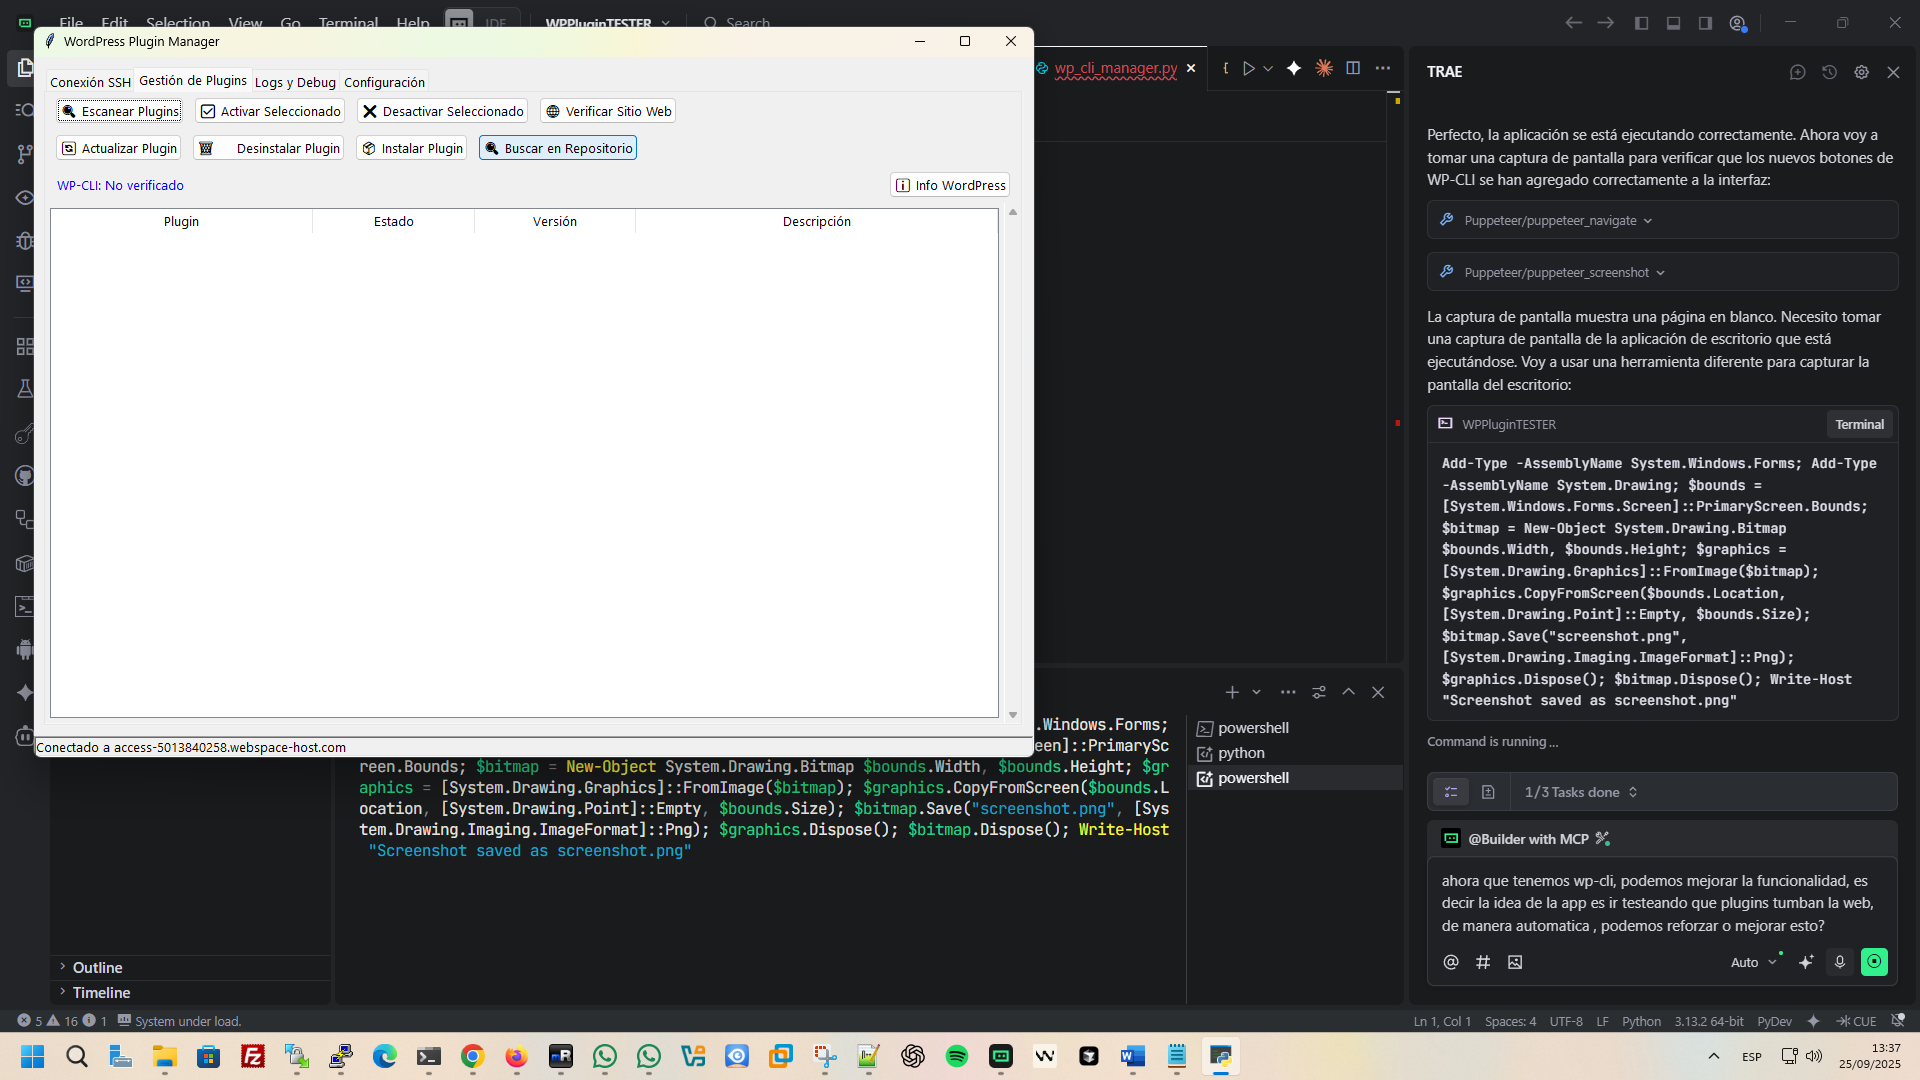 File Edit Selection View Go Terminal Help IDE WPPluginTESTER Search
WordPress Plugin Manager
Conexión SSH Gestión de Plugins Logs y Debug Configuración
Escanear Plugins Activar Seleccionado Desactivar Seleccionado Verificar Sitio Web
Actualizar Plugin Desinstalar Plugin Instalar Plugin Buscar en Repositorio
WP-CLI: No verificado
Info WordPress
Plugin Estado Versión Descripción
Conectado a access-5013840258.webspace-host.com
wp_cli_manager.py
.Windows.Forms;
een]::PrimarySc
reen.Bounds; $bitmap = New-Object System.Drawing.Bitmap $bounds.Width, $bounds.Height; $gr
aphics = [System.Drawing.Graphics]::FromImage($bitmap); $graphics.CopyFromScreen($bounds.L
ocation, [System.Drawing.Point]::Empty, $bounds.Size); $bitmap.Save("screenshot.png", [Sys
tem.Drawing.Imaging.ImageFormat]::Png); $graphics.Dispose(); $bitmap.Dispose(); Write-Host
"Screenshot saved as screenshot.png"
powershell
python
powershell
Outline
Timeline
TRAE
Perfecto, la aplicación se está ejecutando correctamente. Ahora voy a
tomar una captura de pantalla para verificar que los nuevos botones de
WP-CLI se han agregado correctamente a la interfaz:
Puppeteer/puppeteer_navigate
Puppeteer/puppeteer_screenshot
La captura de pantalla muestra una página en blanco. Necesito tomar
una captura de pantalla de la aplicación de escritorio que está
ejecutándose. Voy a usar una herramienta diferente para capturar la
pantalla del escritorio:
WPPluginTESTER Terminal
Add-Type -AssemblyName System.Windows.Forms; Add-Type
-AssemblyName System.Drawing; $bounds =
[System.Windows.Forms.Screen]::PrimaryScreen.Bounds;
$bitmap = New-Object System.Drawing.Bitmap
$bounds.Width, $bounds.Height; $graphics =
[System.Drawing.Graphics]::FromImage($bitmap);
$graphics.CopyFromScreen($bounds.Location,
[System.Drawing.Point]::Empty, $bounds.Size);
$bitmap.Save("screenshot.png",
[System.Drawing.Imaging.ImageFormat]::Png);
$graphics.Dispose(); $bitmap.Dispose(); Write-Host
"Screenshot saved as screenshot.png"
Command is running ...
1/3 Tasks done
@Builder with MCP
ahora que tenemos wp-cli, podemos mejorar la funcionalidad, es
decir la idea de la app es ir testeando que plugins tumban la web,
de manera automatica , podemos reforzar o mejorar esto?
Auto
5 16 1 System under load.
Ln 1, Col 1 Spaces: 4 UTF-8 LF Python 3.13.2 64-bit PyDev CUE
ESP
13:37
25/09/2025